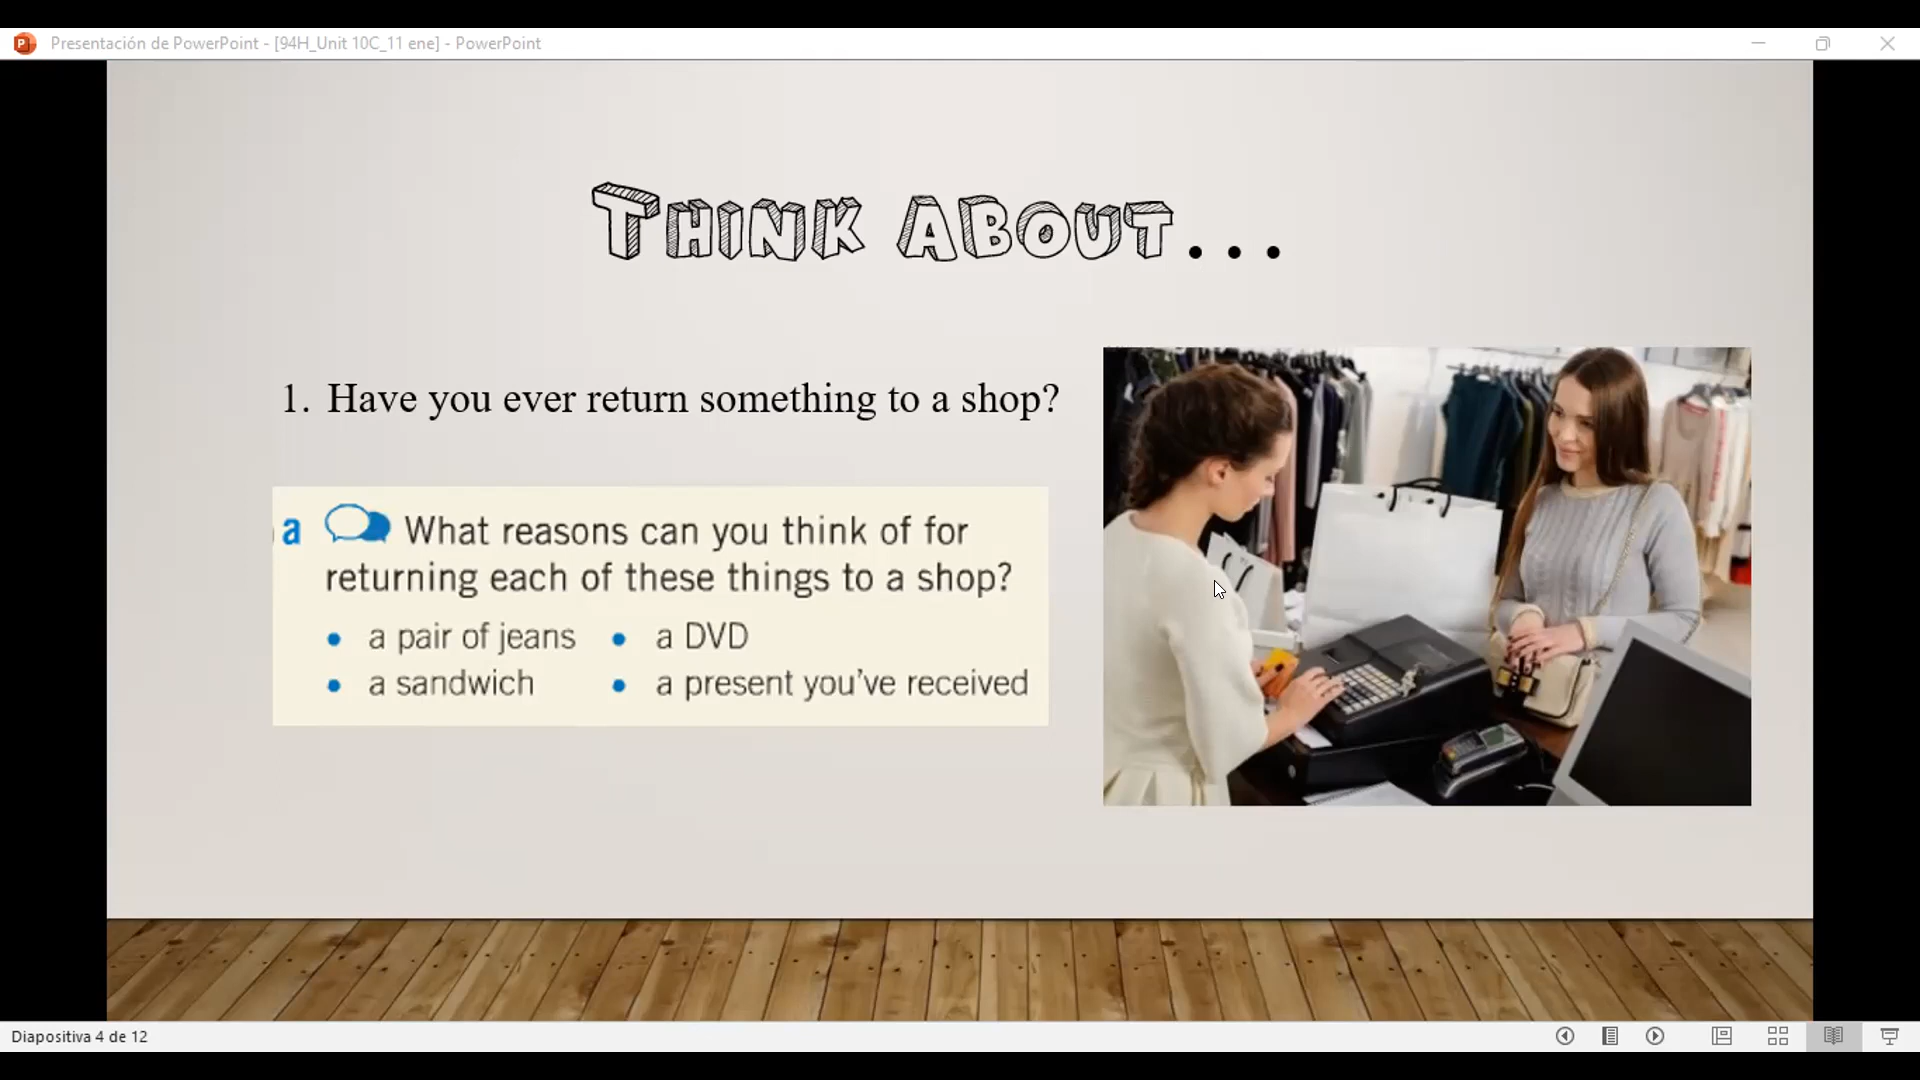 Presentación de PowerPoint - [94H_Unit 10C_11 ene] - PowerPoint
THINK ABOUT...
1. Have you ever return something to a shop?
a What reasons can you think of for
returning each of these things to a shop?
• a pair of jeans • a DVD
• a sandwich • a present you've received
Diapositiva 4 de 12